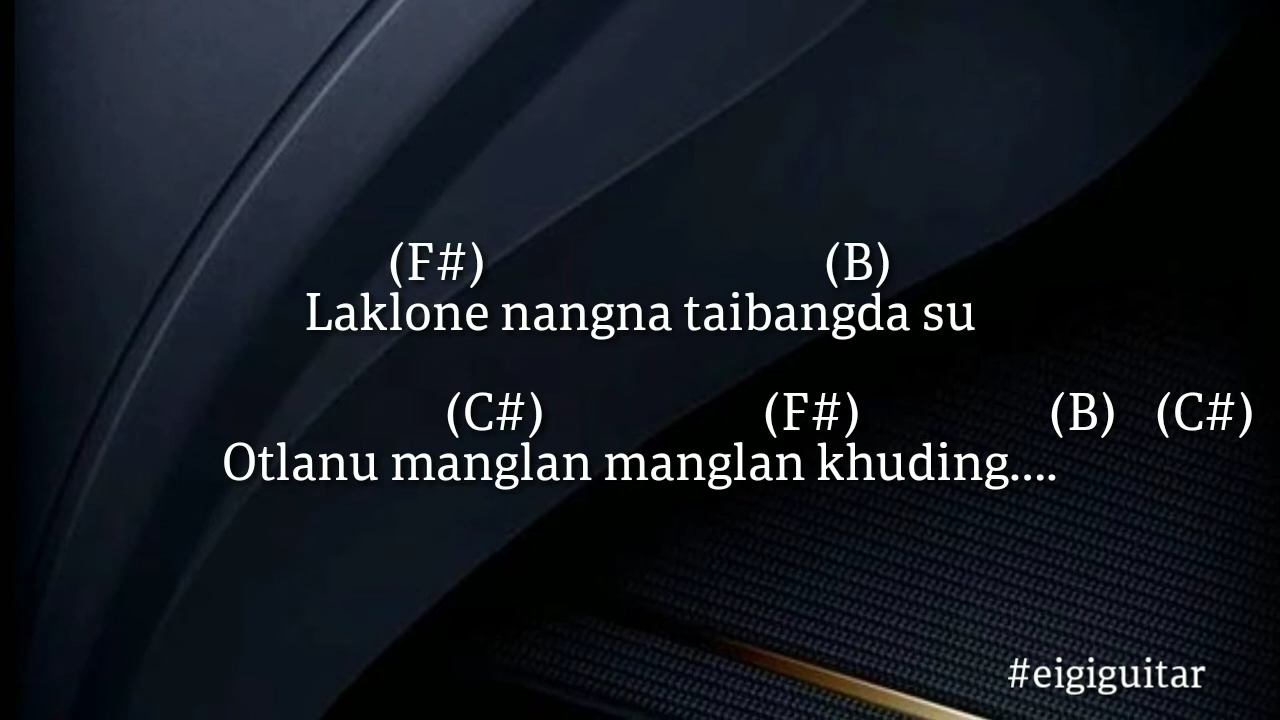 (F#) (B)
Laklone nangna taibangda su
(C#) (F#) (B) (C#)
Otlanu manglan manglan khuding....
#eigiguitar